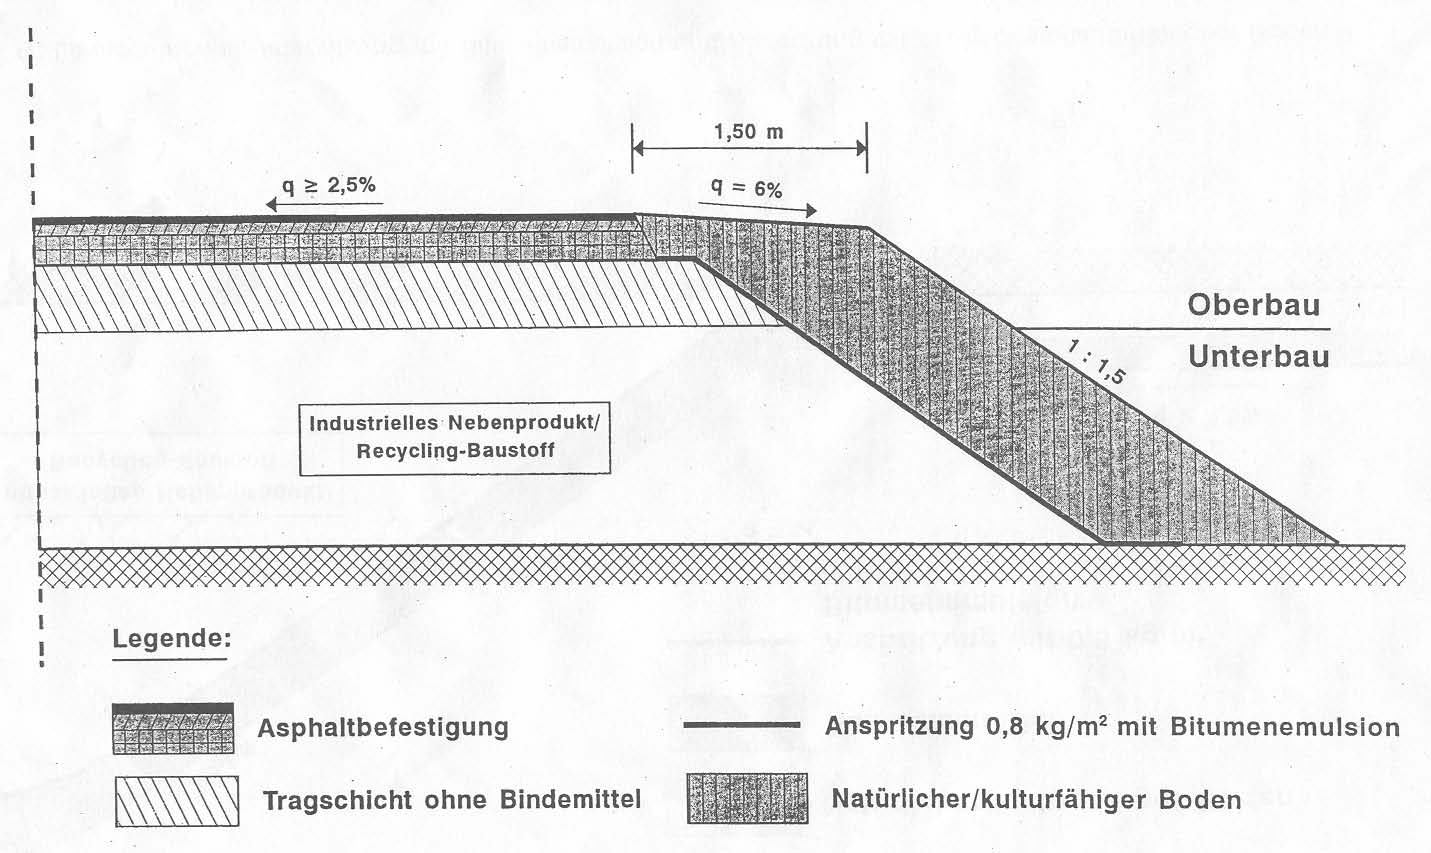 1,50 m
q ≥ 2,5%
q = 6%
Oberbau
Unterbau
1 : 1,5
Industrielles Nebenprodukt/
Recycling-Baustoff
Legende:
Asphaltbefestigung
Anspritzung 0,8 kg/m² mit Bitumenemulsion
Tragschicht ohne Bindemittel
Natürlicher/kulturfähiger Boden